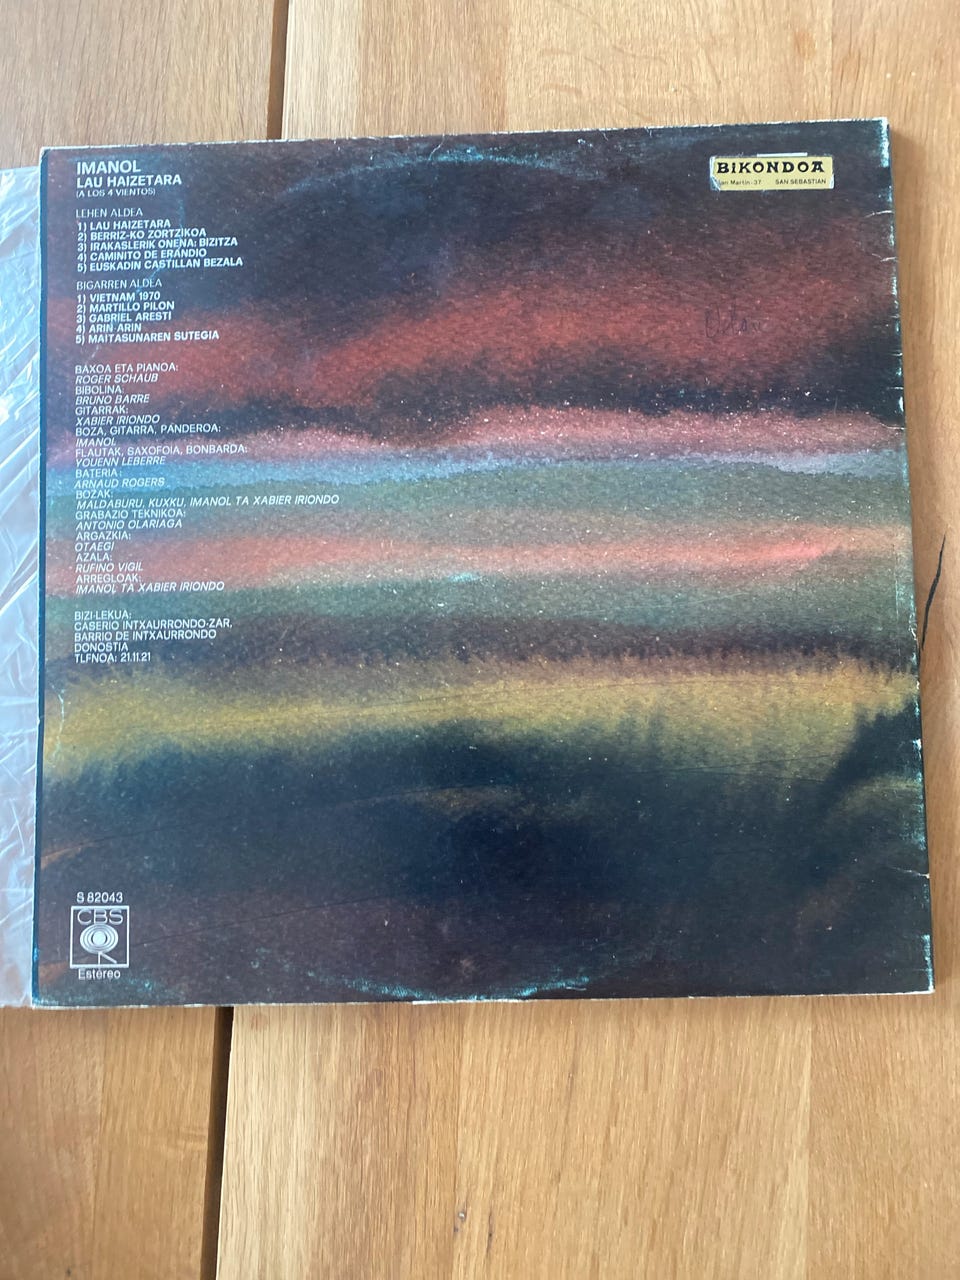 IMANOL
LAU HAIZETARA
(A LOS 4 VIENTOS)
LEHEN ALDEA
1) LAU HAIZETARA
2) BERRIZ-KO ZORTZIKOA
3) IRAKASLERIK ONENA: BIZITZA
4) CAMINITO DE ERANDIO
5) EUSKADIN CASTILLAN BEZALA
BIGARREN ALDEA
1) VIETNAM 1970
2) MARTILLO PILON
3) GABRIEL ARESTI
4) ARIN-ARIN
5) MAITASUNAREN SUTEGIA
BAXOA ETA PIANOA:
ROGER SCHAUB
BIBOLINA:
BRUNO BARRE
GITARRAK:
XABIER IRIONDO
BOZA, GITARRA, PANDEROA:
IMANOL
FLAUTAK, SAXOFOIA, BONBARDA:
YOUENN LEBERRE
BATERIA:
ARNAUD ROGERS
BOZAK:
MALDABURU, KUXKU, IMANOL TA XABIER IRIONDO
GRABAZIO TEKNIKOA:
ANTONIO OLARIAGA
ARGAZKIA:
OTAEGI
AZALA:
RUFINO VIGIL
ARREGLOAK:
IMANOL TA XABIER IRIONDO
BIZI-LEKUA:
CASERIO INTXAURRONDO-ZAR,
BARRIO DE INTXAURRONDO
DONOSTIA
TLFNOA: 21.11.21
BIKONDOA
Martin-37 SAN SEBASTIAN
S 82043
CBS
Estéreo